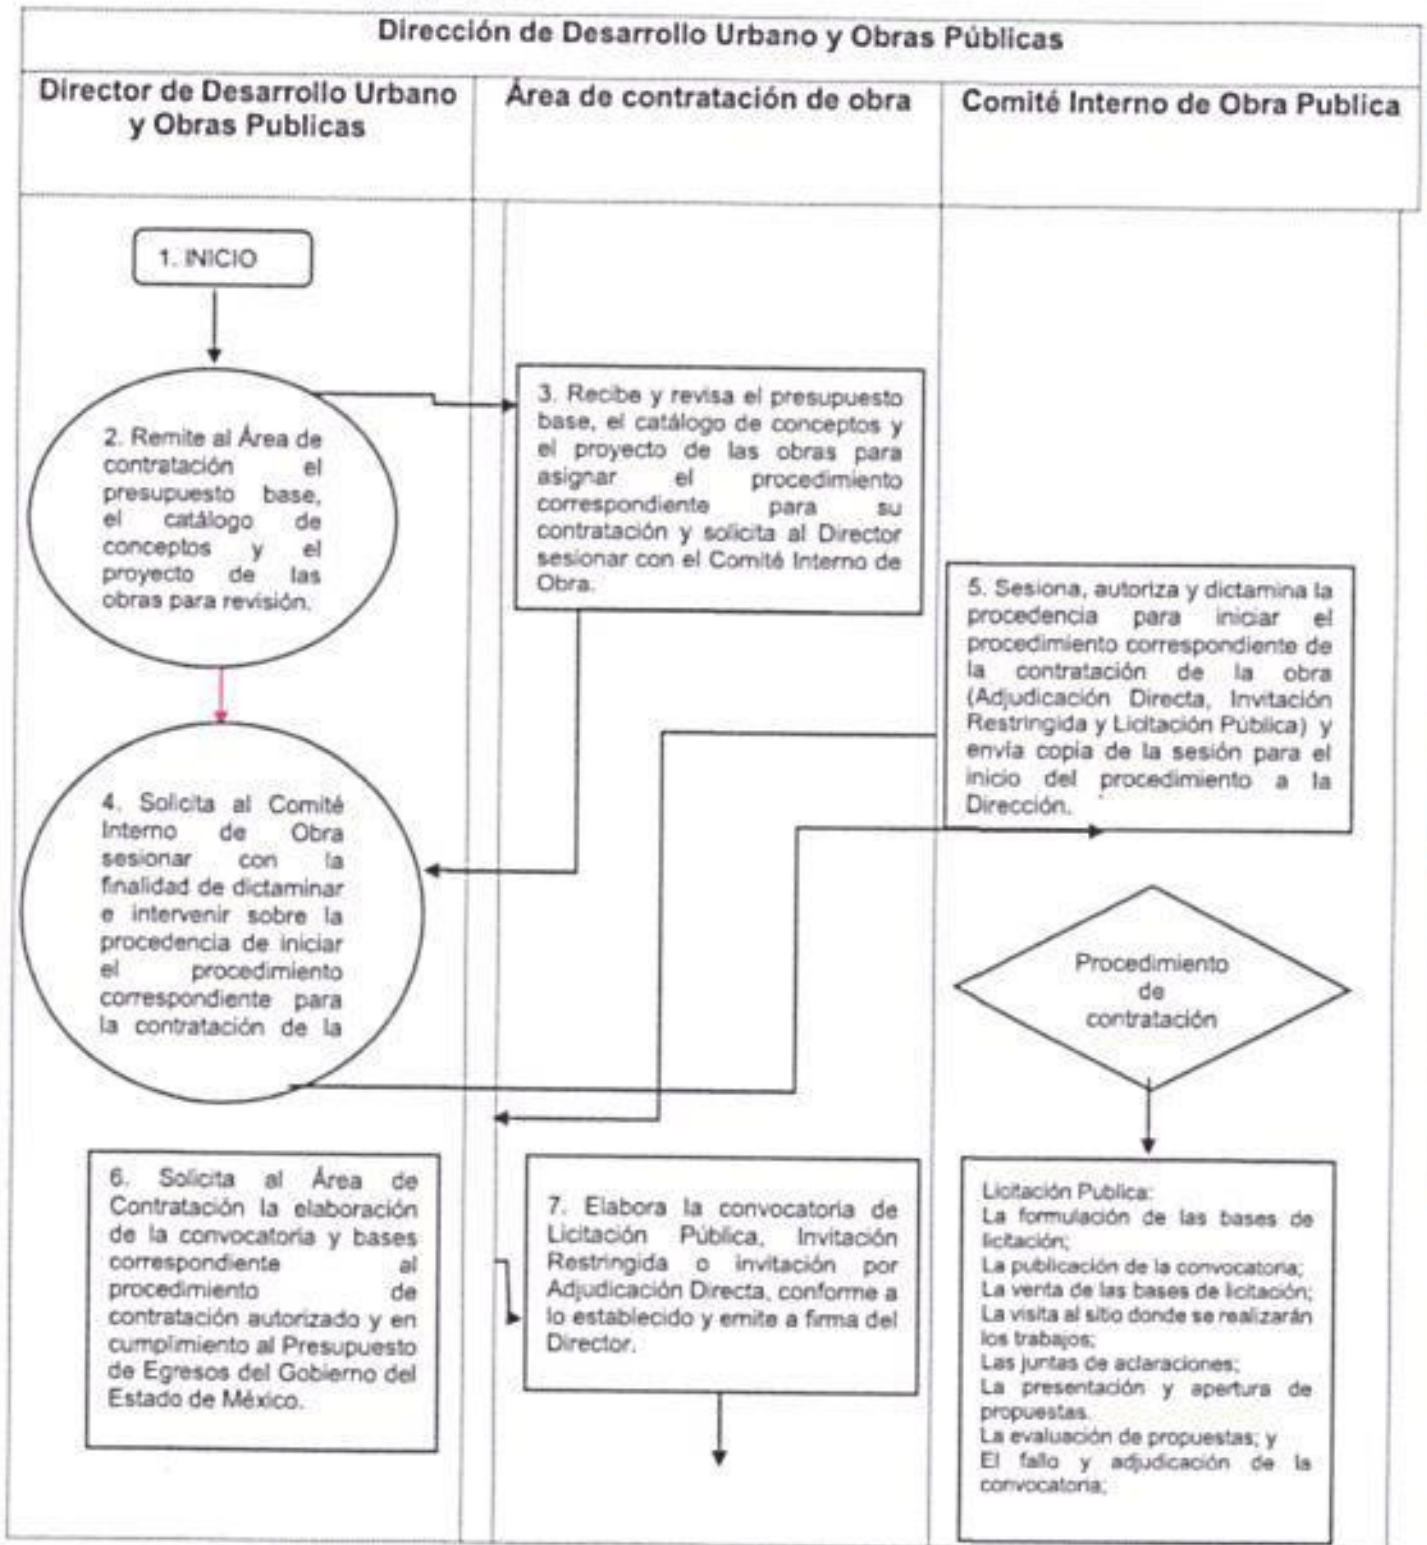 Dirección de Desarrollo Urbano y Obras Públicas
Director de Desarrollo Urbano
y Obras Publicas
Área de contratación de obra
Comité Interno de Obra Publica
1. INICIO
2. Remite al Área de
contratación el
presupuesto base,
el catálogo de
conceptos y el
proyecto de las
obras para revisión.
3. Recibe y revisa el presupuesto
base, el catálogo de conceptos y
el proyecto de las obras para
asignar el procedimiento
correspondiente para su
contratación y solicita al Director
sesionar con el Comité Interno de
Obra.
4. Solicita al Comité
Interno de Obra
sesionar con la
finalidad de dictaminar
e intervenir sobre la
procedencia de iniciar
el procedimiento
correspondiente para
la contratación de la
5. Sesiona, autoriza y dictamina la
procedencia para iniciar el
procedimiento correspondiente de
la contratación de la obra
(Adjudicación Directa, Invitación
Restringida y Licitación Pública) y
envía copia de la sesión para el
inicio del procedimiento a la
Dirección.
Procedimiento
de
contratación
6. Solicita al Área de
Contratación la elaboración
de la convocatoria y bases
correspondiente al
procedimiento de
contratación autorizado y en
cumplimiento al Presupuesto
de Egresos del Gobierno del
Estado de México.
7. Elabora la convocatoria de
Licitación Pública, Invitación
Restringida o invitación por
Adjudicación Directa, conforme a
lo establecido y emite a firma del
Director.
Licitación Publica:
La formulación de las bases de
licitación;
La publicación de la convocatoria;
La venta de las bases de licitación;
La visita al sitio donde se realizarán
los trabajos;
Las juntas de aclaraciones;
La presentación y apertura de
propuestas.
La evaluación de propuestas; y
El fallo y adjudicación de la
convocatoria;